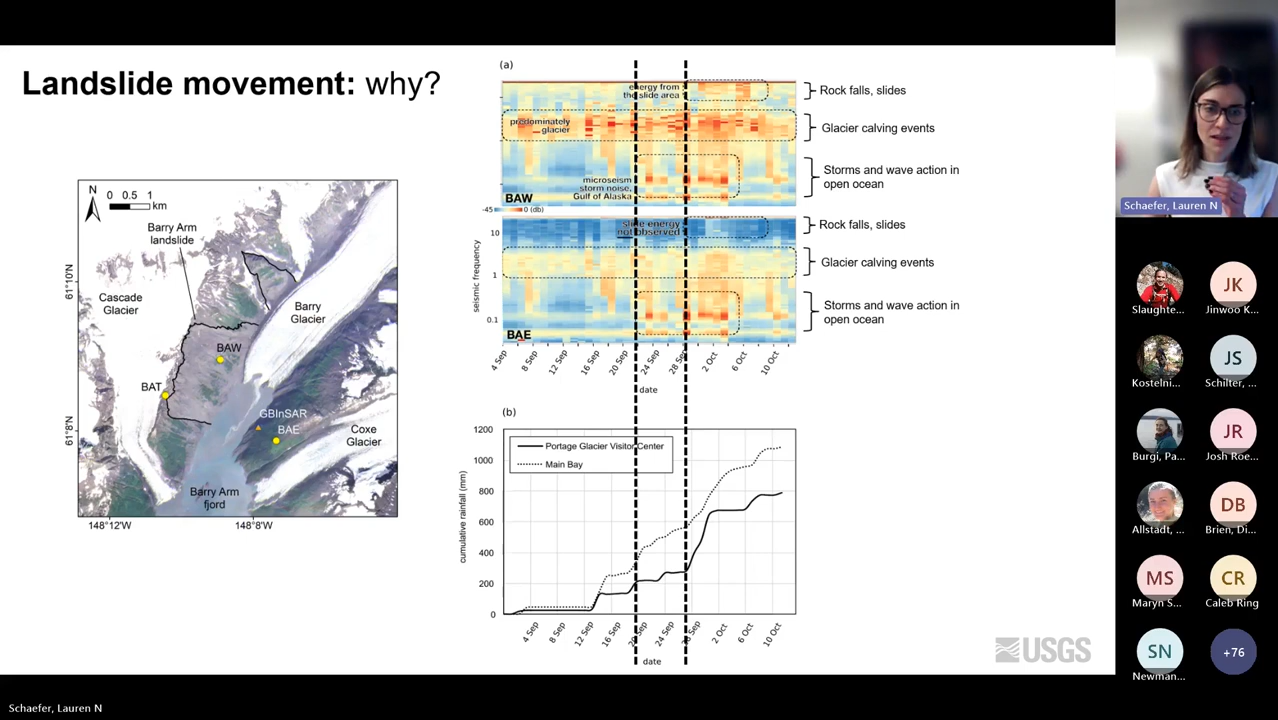 Landslide movement: why?
N
0 0.5 1
km
Barry Arm
landslide
Cascade
Glacier
Barry
Glacier
BAW
BAT
GBInSAR
BAE
Coxe
Glacier
Barry Arm
fjord
61°10'N
61°8'N
148°12'W
148°8'W
(a)
energy from
the slide area
predominately
glacier
microseism
storm noise,
Gulf of Alaska
BAW
-45
0 (db)
slide energy
not observed
BAE
seismic frequency
10
1
0.1
4 Sep
8 Sep
12 Sep
16 Sep
20 Sep
24 Sep
28 Sep
2 Oct
6 Oct
10 Oct
date
Rock falls, slides
Glacier calving events
Storms and wave action in
open ocean
Rock falls, slides
Glacier calving events
Storms and wave action in
open ocean
(b)
Portage Glacier Visitor Center
Main Bay
cumulative rainfall (mm)
1200
1000
800
600
400
200
0
4 Sep
8 Sep
12 Sep
16 Sep
20 Sep
24 Sep
28 Sep
2 Oct
6 Oct
10 Oct
date
USGS
Schaefer, Lauren N
Slaughte...
JK
Jinwoo K...
Kostelni...
JS
Schilter, ...
Burgi, Pa...
JR
Josh Roe...
Allstadt, ...
DB
Brien, Di...
MS
Maryn S...
CR
Caleb Ring
SN
Newman...
+76
Schaefer, Lauren N